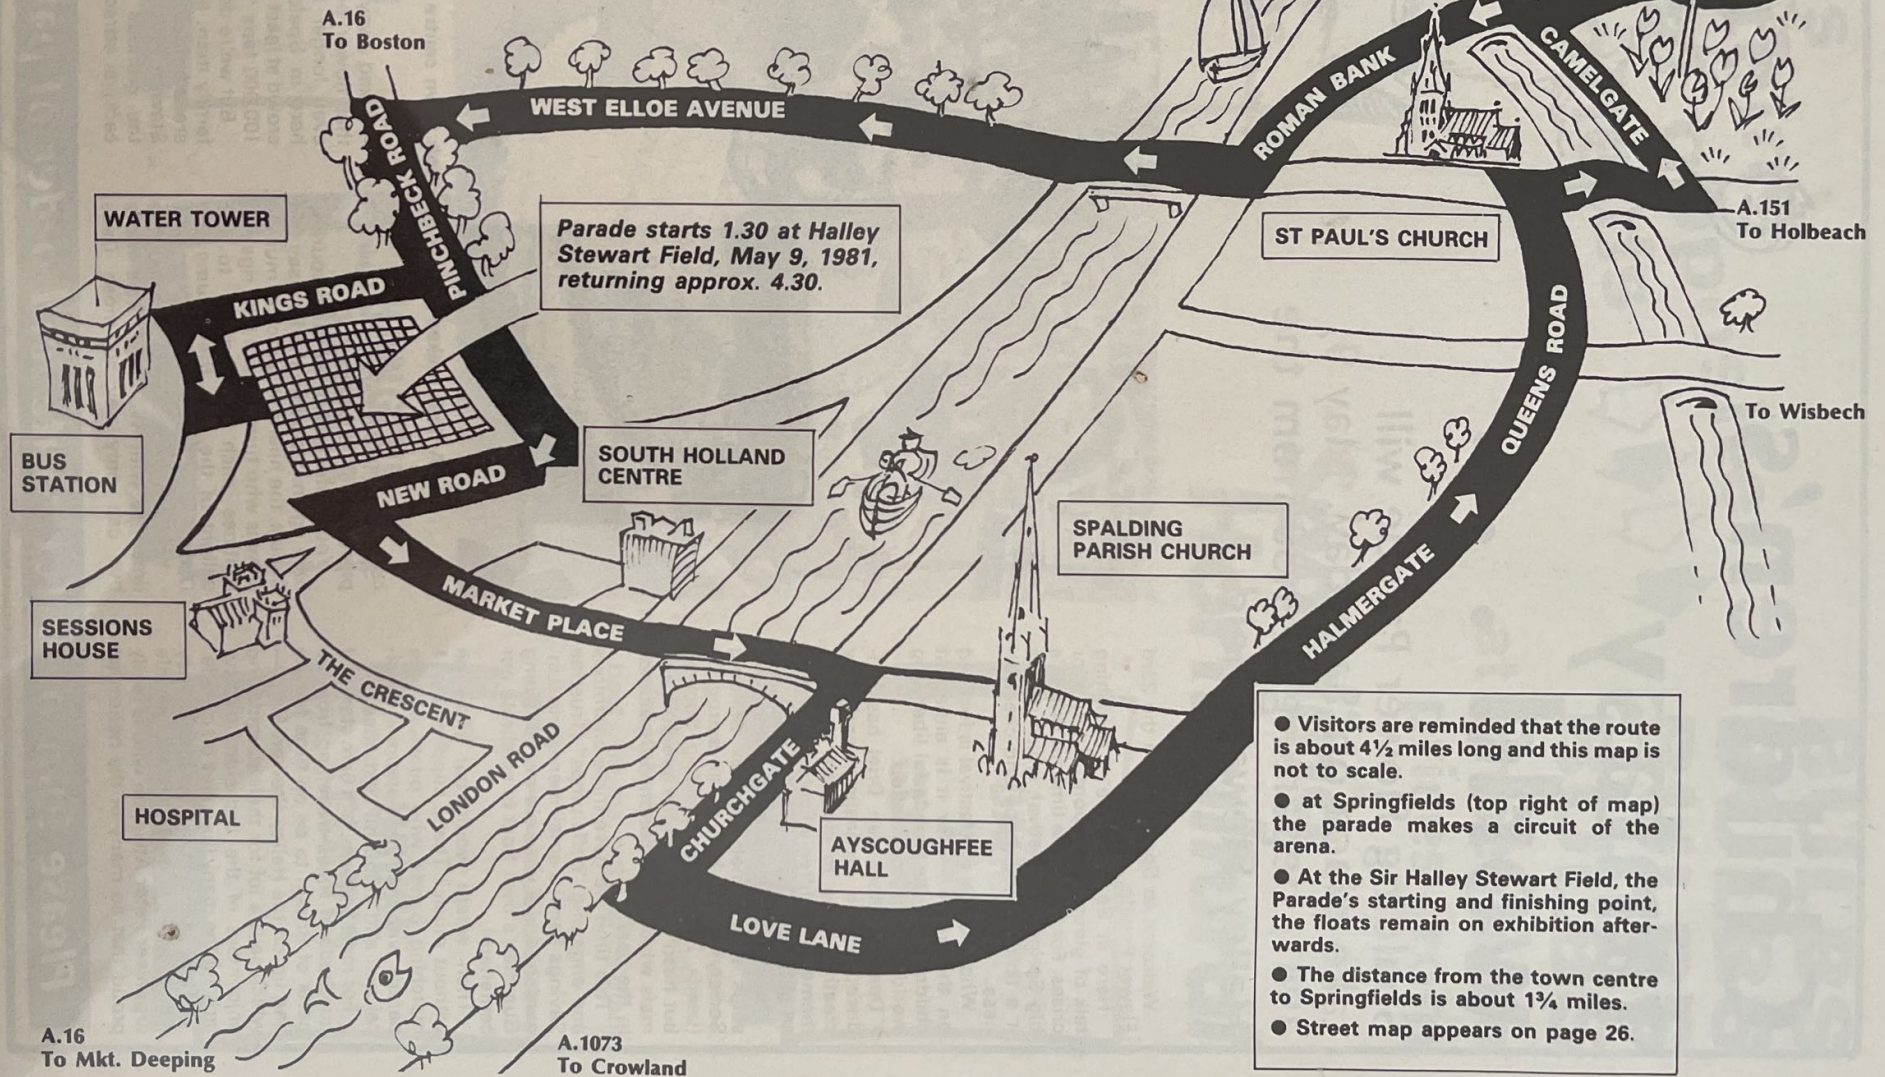 A.16
To Boston
WEST ELLOE AVENUE
ROMAN BANK
CAMELGATE
PINCHBECK ROAD
WATER TOWER
Parade starts 1.30 at Halley
Stewart Field, May 9, 1981,
returning approx. 4.30.
ST PAUL'S CHURCH
A.151
To Holbeach
KINGS ROAD
QUEENS ROAD
To Wisbech
BUS
STATION
NEW ROAD
SOUTH HOLLAND
CENTRE
SPALDING
PARISH CHURCH
MARKET PLACE
HALMERGATE
SESSIONS
HOUSE
THE CRESCENT
LONDON ROAD
HOSPITAL
CHURCHGATE
AYSCOUGHFEE
HALL
LOVE LANE
● Visitors are reminded that the route
is about 4½ miles long and this map is
not to scale.
● at Springfields (top right of map)
the parade makes a circuit of the
arena.
● At the Sir Halley Stewart Field, the
Parade's starting and finishing point,
the floats remain on exhibition after-
wards.
● The distance from the town centre
to Springfields is about 1¾ miles.
● Street map appears on page 26.
A.16
To Mkt. Deeping
A.1073
To Crowland